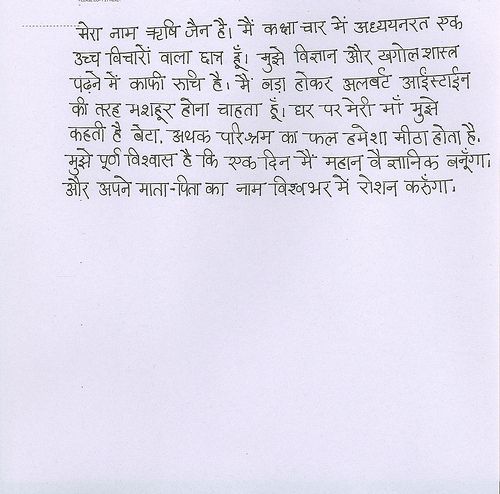 मेरा नाम ऋषि जैन है। मैं कक्षा चार में अध्ययनरत एक
उच्च विचारों वाला छात्र हूँ। मुझे विज्ञान और खगोलशास्त्र
पढ़ने में काफी रुचि है। मैं बड़ा होकर अलबर्ट आईंस्टाईन
की तरह मशहूर होना चाहता हूँ। घर पर मेरी माँ मुझे
कहती है बेटा, अथक परिश्रम का फल हमेशा मीठा होता है,
मुझे पूर्ण विश्वास है कि एक दिन मैं महान वैज्ञानिक बनूँगा,
और अपने माता-पिता का नाम विश्वभर में रोशन करुँगा,